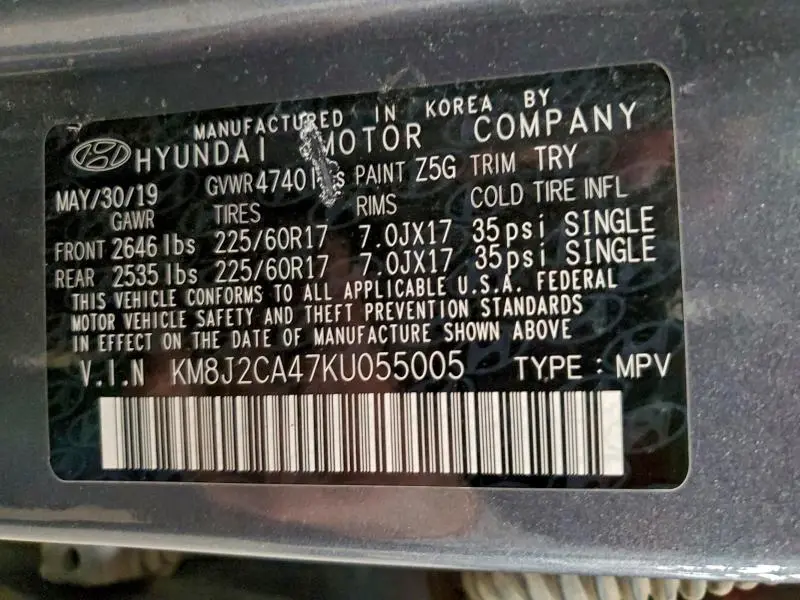 MANUFACTURED IN KOREA BY
HYUNDAI MOTOR COMPANY
MAY/30/19 GVWR 4740 lbs PAINT Z5G TRIM TRY
GAWR TIRES RIMS COLD TIRE INFL
FRONT 2646 lbs 225/60R17 7.0JX17 35psi SINGLE
REAR 2535 lbs 225/60R17 7.0JX17 35psi SINGLE
THIS VEHICLE CONFORMS TO ALL APPLICABLE U.S.A. FEDERAL
MOTOR VEHICLE SAFETY AND THEFT PREVENTION STANDARDS
IN EFFECT ON THE DATE OF MANUFACTURE SHOWN ABOVE
V.I.N KM8J2CA47KU055005 TYPE : MPV